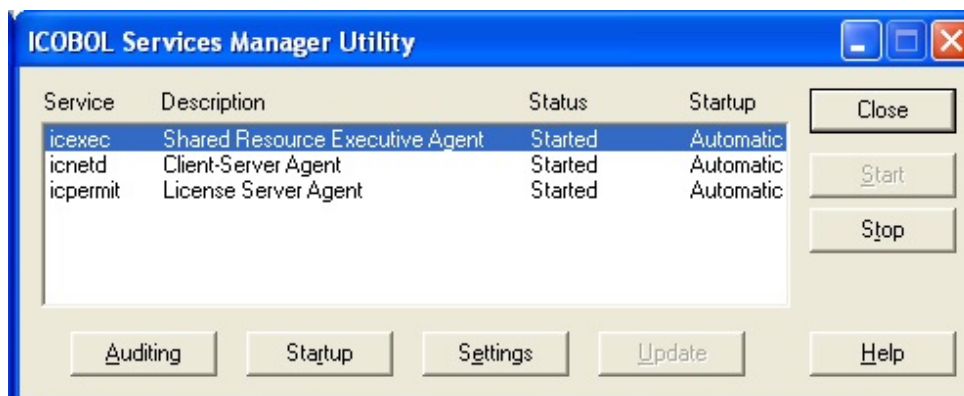 ICOBOL Services Manager Utility
Service Description Status Startup
icexec Shared Resource Executive Agent Started Automatic
icnetd Client-Server Agent Started Automatic
icpermit License Server Agent Started Automatic
Close
Start
Stop
Auditing Startup Settings Update Help